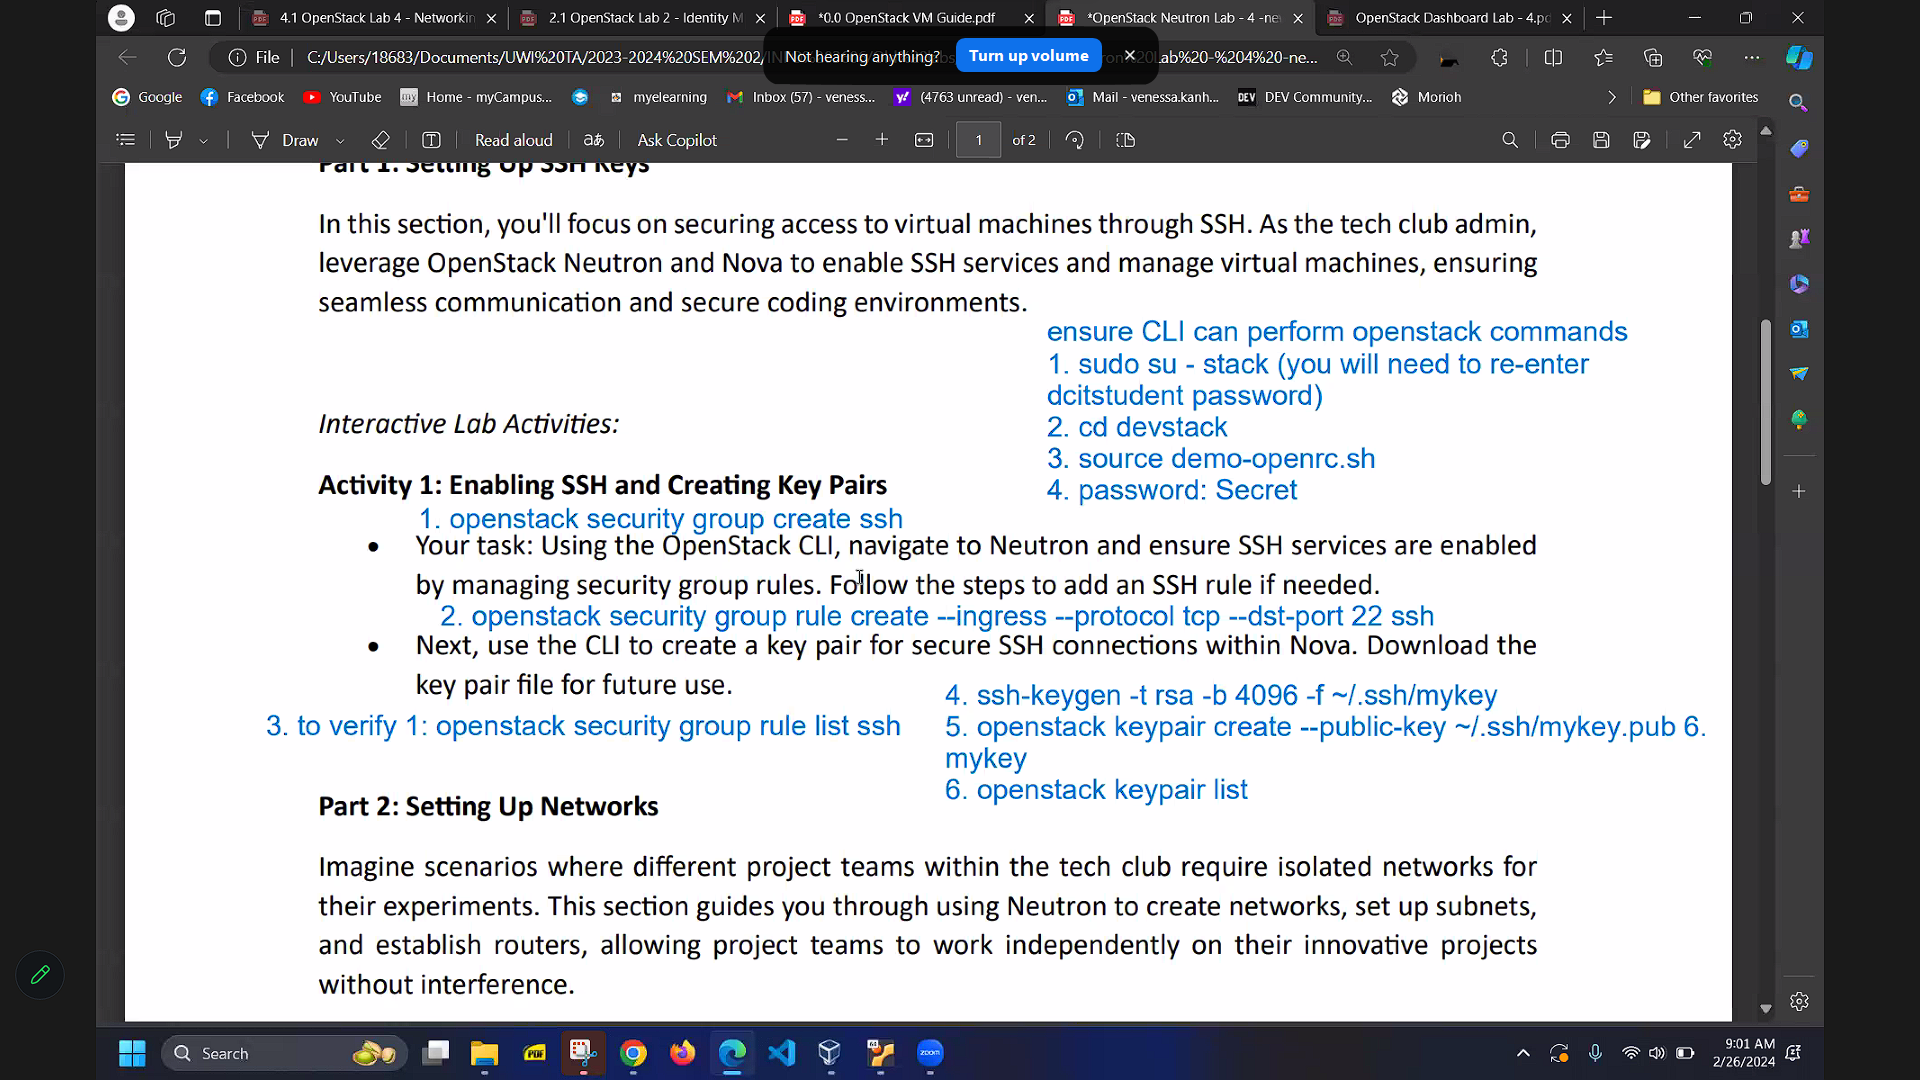 4.1 OpenStack Lab 4 - Networkin
2.1 OpenStack Lab 2 - Identity M
*0.0 OpenStack VM Guide.pdf
*OpenStack Neutron Lab - 4 -ne
OpenStack Dashboard Lab - 4.pd
File
C:/Users/18683/Documents/UWI%20TA/2023-2024%20SEM%202/IN
Lab%20-%204%20-ne...
Not hearing anything?
Turn up volume
Google
Facebook
YouTube
Home - myCampus...
myelearning
Inbox (57) - veness...
(4763 unread) - ven...
Mail - venessa.kanh...
DEV Community...
Morioh
Other favorites
Draw
Read aloud
Ask Copilot
1
of 2
Part 1: Setting Up SSH Keys
In this section, you'll focus on securing access to virtual machines through SSH. As the tech club admin,
leverage OpenStack Neutron and Nova to enable SSH services and manage virtual machines, ensuring
seamless communication and secure coding environments.
ensure CLI can perform openstack commands
1. sudo su - stack (you will need to re-enter
dcitstudent password)
2. cd devstack
3. source demo-openrc.sh
4. password: Secret
Interactive Lab Activities:
Activity 1: Enabling SSH and Creating Key Pairs
1. openstack security group create ssh
• Your task: Using the OpenStack CLI, navigate to Neutron and ensure SSH services are enabled
by managing security group rules. Follow the steps to add an SSH rule if needed.
2. openstack security group rule create --ingress --protocol tcp --dst-port 22 ssh
• Next, use the CLI to create a key pair for secure SSH connections within Nova. Download the
key pair file for future use.
3. to verify 1: openstack security group rule list ssh
4. ssh-keygen -t rsa -b 4096 -f ~/.ssh/mykey
5. openstack keypair create --public-key ~/.ssh/mykey.pub 6.
mykey
6. openstack keypair list
Part 2: Setting Up Networks
Imagine scenarios where different project teams within the tech club require isolated networks for
their experiments. This section guides you through using Neutron to create networks, set up subnets,
and establish routers, allowing project teams to work independently on their innovative projects
without interference.
Search
9:01 AM
2/26/2024